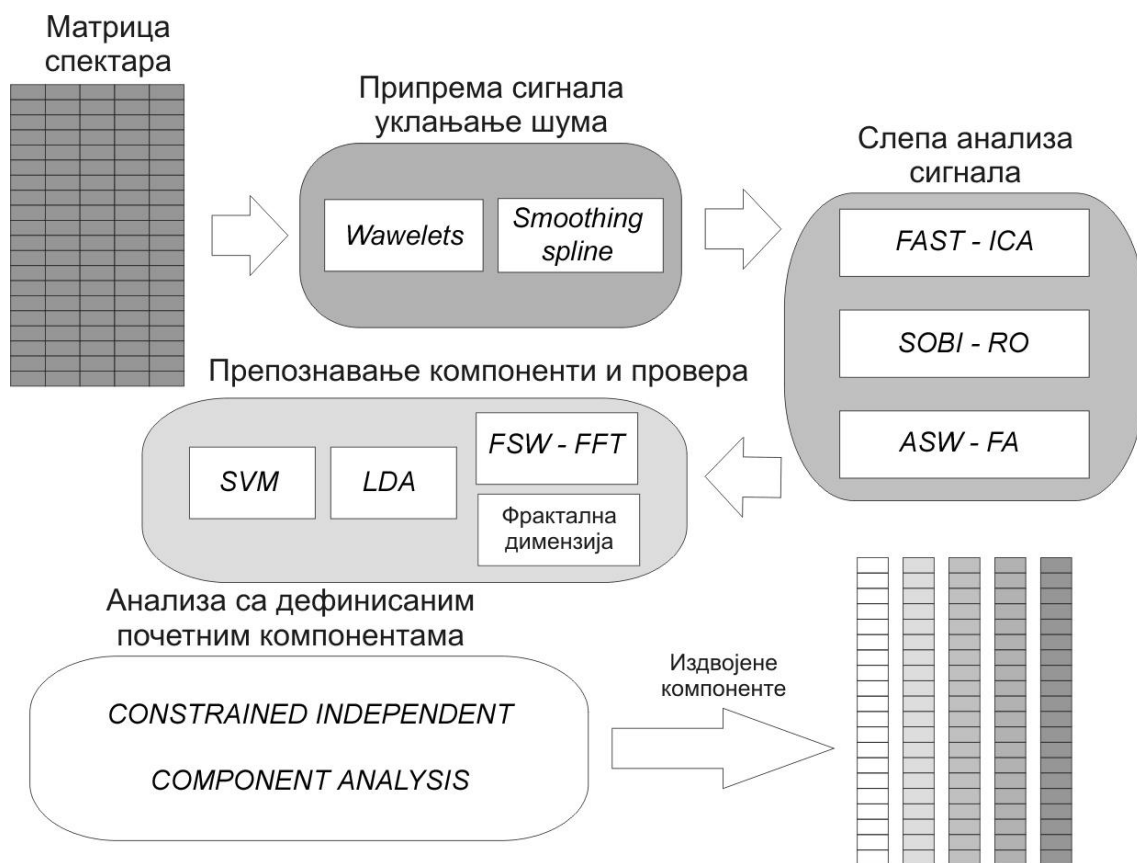 Матрица
спектара
Припрема сигнала
уклањање шума
Wawelets
Smoothing
spline
Слепа анализа
сигнала
FAST - ICA
SOBI - RO
ASW - FA
Препознавање компоненти и провера
SVM
LDA
FSW - FFT
Фрактална
димензија
Анализа са дефинисаним
почетним компонентама
CONSTRAINED INDEPENDENT
COMPONENT ANALYSIS
Издвојене
компоненте